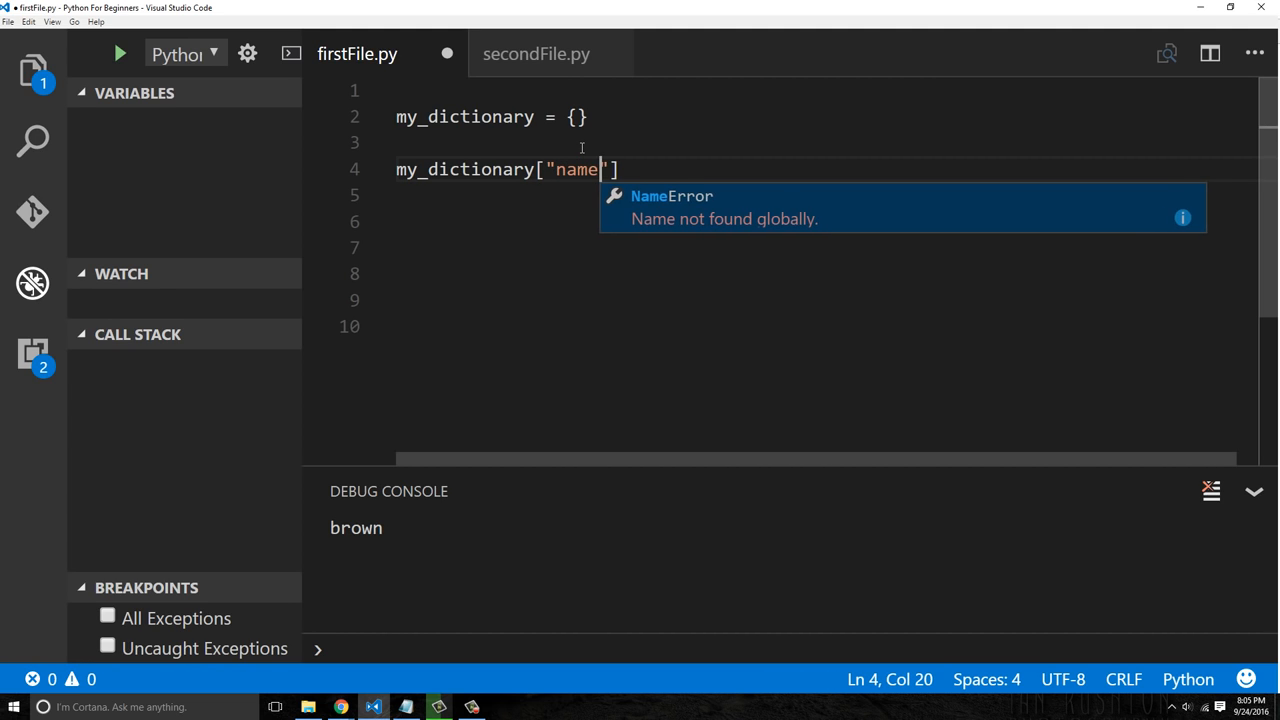 • firstFile.py - Python For Beginners - Visual Studio Code
File Edit View Go Help
1
Pytho
firstFile.py
secondFile.py
VARIABLES
WATCH
CALL STACK
2
BREAKPOINTS
All Exceptions
Uncaught Exceptions
1
2 my_dictionary = {}
3
4 my_dictionary["name"]
5
6
7
8
9
10
NameError
Name not found globally.
DEBUG CONSOLE
brown
0 0
Ln 4, Col 20 Spaces: 4 UTF-8 CRLF Python
I'm Cortana. Ask me anything.
8:05 PM
9/24/2016